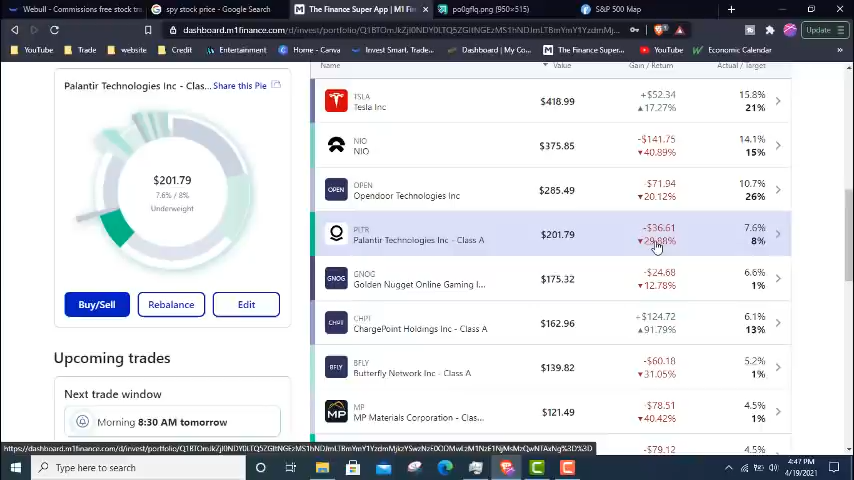 Webull - Commissions free stock tra
spy stock price - Google Search
The Finance Super App | M1 Fin
po0gflq.png (950×515)
S&P 500 Map
dashboard.m1finance.com/d/invest/portfolio/
Update
YouTube
Trade
website
Credit
Entertainment
Home - Canva
Invest Smart, Trade...
Dashboard | My Co...
The Finance Super...
YouTube
Economic Calendar
Palantir Technologies Inc - Clas...
Share this Pie
$201.79
7.6% / 8%
Underweight
Buy/Sell
Rebalance
Edit
Upcoming trades
Next trade window
Morning 8:30 AM tomorrow
Name
Value
Gain / Return
Actual / Target
TSLA
Tesla Inc
$418.99
+$52.34
▲17.27%
15.8%
21%
NIO
NIO
$375.85
-$141.75
▼40.89%
14.1%
15%
OPEN
OPEN
Opendoor Technologies Inc
$285.49
-$71.94
▼20.12%
10.7%
26%
PLTR
Palantir Technologies Inc - Class A
$201.79
-$36.61
▼29.88%
7.6%
8%
GNOG
GNOG
Golden Nugget Online Gaming I...
$175.32
-$24.68
▼12.78%
6.6%
1%
CHPT
CHPT
ChargePoint Holdings Inc - Class A
$162.96
+$124.72
▲91.79%
6.1%
13%
BFLY
BFLY
Butterfly Network Inc - Class A
$139.82
-$60.18
▼31.05%
5.2%
1%
MP
MP
MP Materials Corporation - Clas...
$121.49
-$78.51
▼40.42%
4.5%
1%
-$79.12
4.5%
Type here to search
4:47 PM
4/19/2021